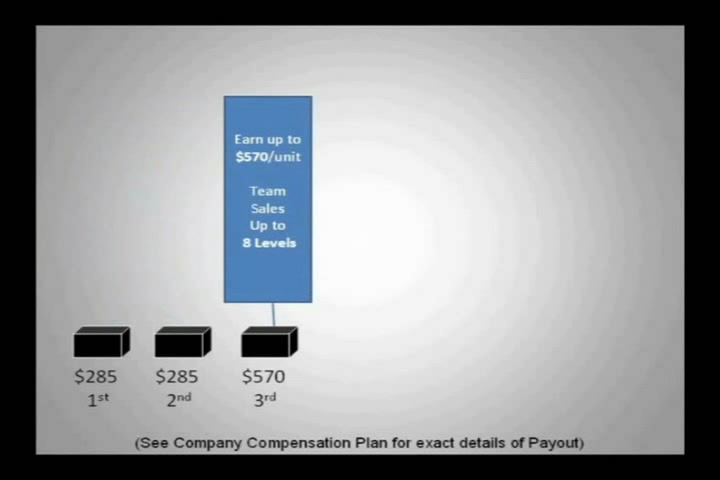 Earn up to
$570/unit
Team
Sales
Up to
8 Levels
$285
1st
$285
2nd
$570
3rd
(See Company Compensation Plan for exact details of Payout)